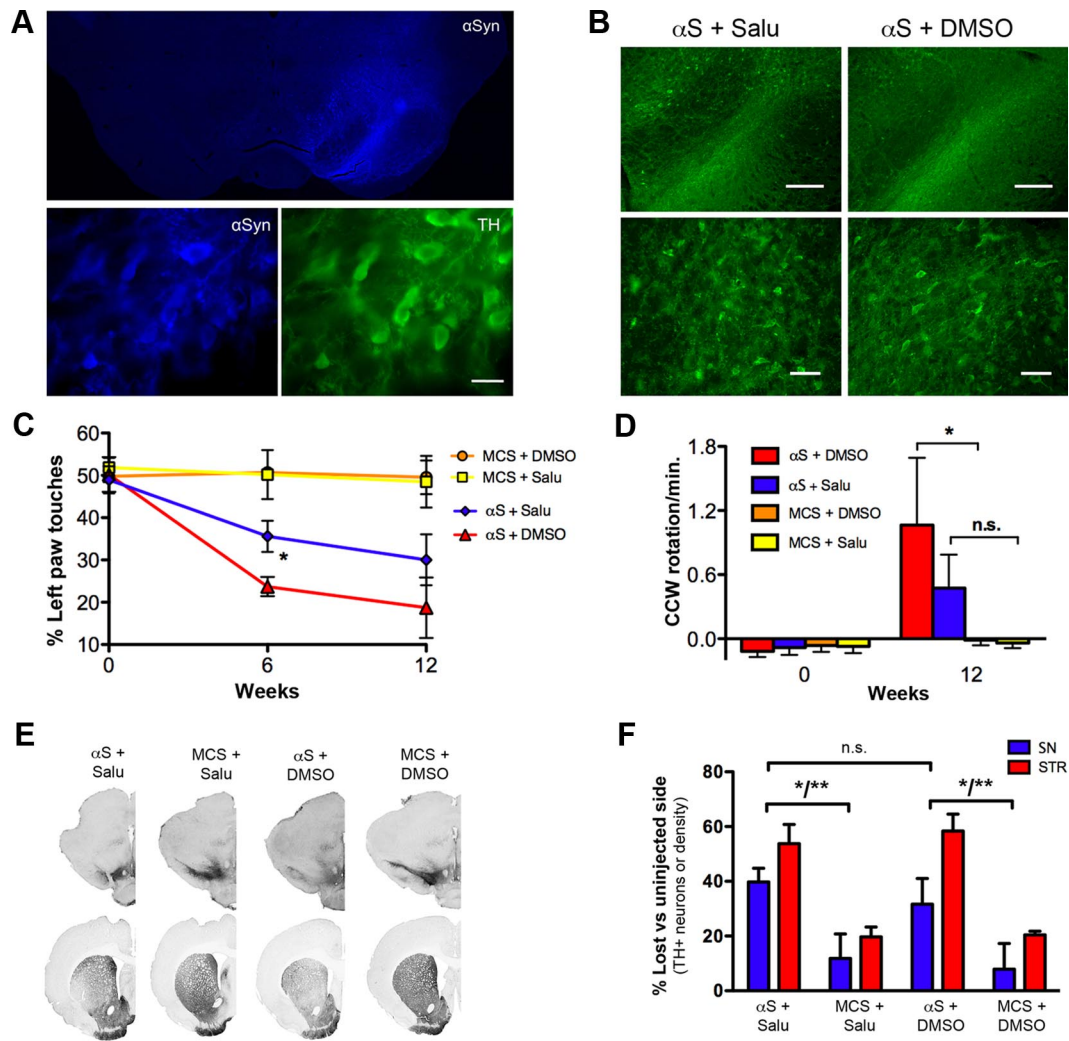 A
αSyn
αSyn
TH
B
αS + Salu
αS + DMSO
C
60
50
40
30
20
10
% Left paw touches
0
6
12
Weeks
*
MCS + DMSO
MCS + Salu
αS + Salu
αS + DMSO
D
1.8
1.2
0.6
0.0
CCW rotation/min.
αS + DMSO
αS + Salu
MCS + DMSO
MCS + Salu
*
n.s.
0
12
Weeks
E
αS +
Salu
MCS +
Salu
αS +
DMSO
MCS +
DMSO
F
SN
STR
n.s.
*/**
*/**
80
60
40
20
0
% Lost vs uninjected side
(TH+ neurons or density)
αS +
Salu
MCS +
Salu
αS +
DMSO
MCS +
DMSO